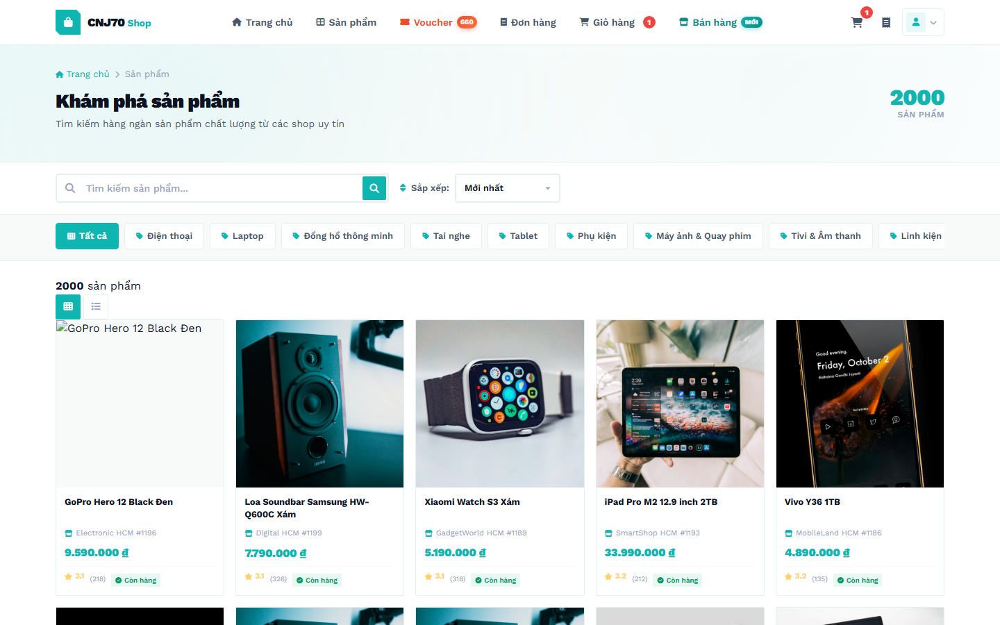 CNJ70 Shop
Trang chủ
Sản phẩm
Voucher 660
Đơn hàng
Giỏ hàng 1
Bán hàng MỚI
1
Trang chủ > Sản phẩm
Khám phá sản phẩm
Tìm kiếm hàng ngàn sản phẩm chất lượng từ các shop uy tín
2000
SẢN PHẨM
Tìm kiếm sản phẩm...
Sắp xếp:
Mới nhất
Tất cả
Điện thoại
Laptop
Đồng hồ thông minh
Tai nghe
Tablet
Phụ kiện
Máy ảnh & Quay phim
Tivi & Âm thanh
Linh kiện
2000 sản phẩm
GoPro Hero 12 Black Đen
GoPro Hero 12 Black Đen
Electronic HCM #1196
9.590.000 ₫
3.1 (218) Còn hàng
EDIFIER
Loa Soundbar Samsung HW-
Q600C Xám
Digital HCM #1199
7.790.000 ₫
3.1 (326) Còn hàng
Xiaomi Watch S3 Xám
GadgetWorld HCM #1189
5.190.000 ₫
3.1 (318) Còn hàng
2:39
iPad Pro M2 12.9 inch 2TB
SmartShop HCM #1193
33.990.000 ₫
3.2 (212) Còn hàng
Good evening.
Friday, October 2
Mahatma Gandhi Jayanti
Scriptable
Vivo Y36 1TB
MobileLand HCM #1186
4.890.000 ₫
3.2 (135) Còn hàng